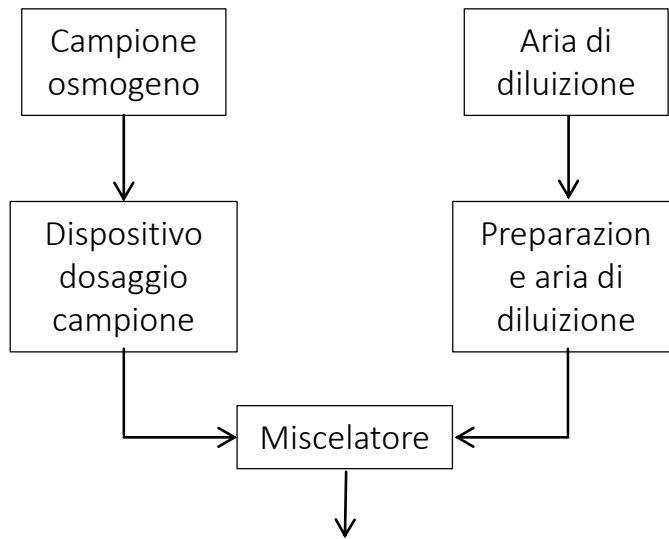 Campione
osmogeno
Aria di
diluizione
Dispositivo
dosaggio
campione
Preparazion
e aria di
diluizione
Miscelatore